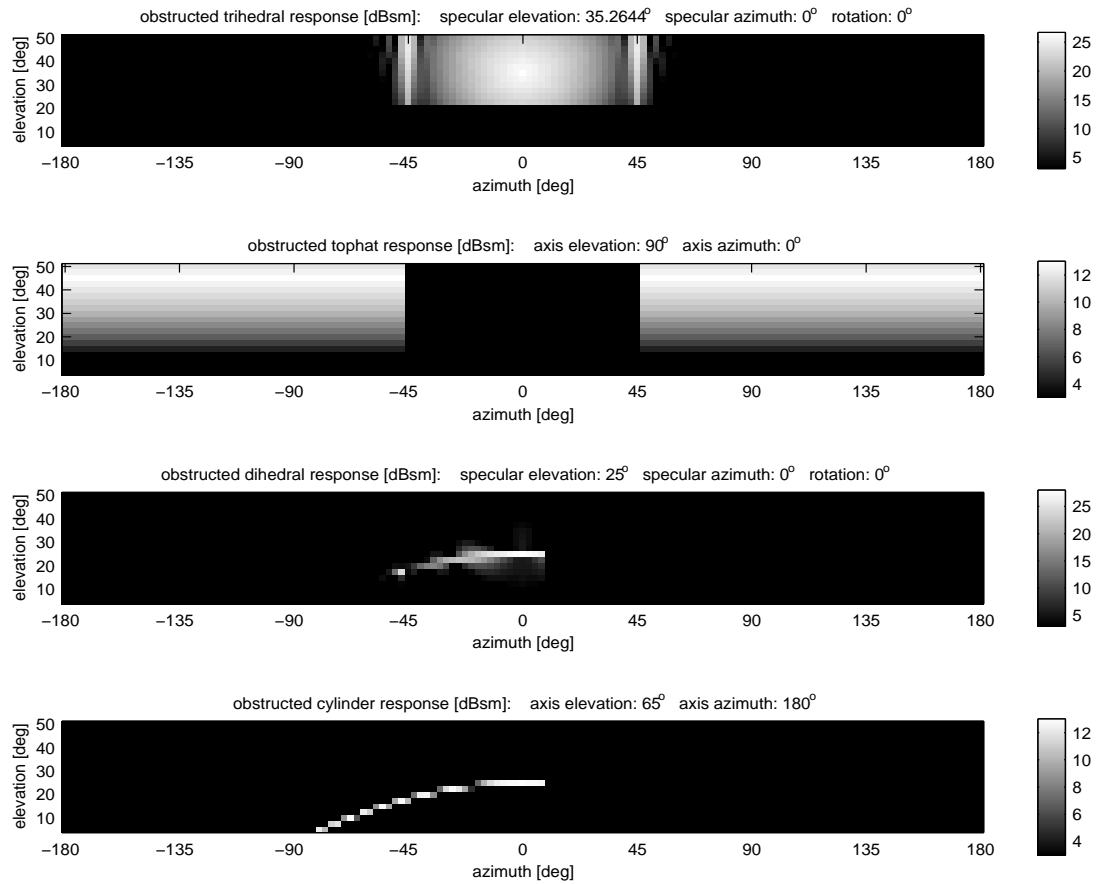 obstructed trihedral response [dBsm]: specular elevation: 35.2644° specular azimuth: 0° rotation: 0°
elevation [deg]
50
40
30
20
10
−180 −135 −90 −45 0 45 90 135 180
azimuth [deg]
25
20
15
10
5
obstructed tophat response [dBsm]: axis elevation: 90° axis azimuth: 0°
elevation [deg]
50
40
30
20
10
−180 −135 −90 −45 0 45 90 135 180
azimuth [deg]
12
10
8
6
4
obstructed dihedral response [dBsm]: specular elevation: 25° specular azimuth: 0° rotation: 0°
elevation [deg]
50
40
30
20
10
−180 −135 −90 −45 0 45 90 135 180
azimuth [deg]
25
20
15
10
5
obstructed cylinder response [dBsm]: axis elevation: 65° axis azimuth: 180°
elevation [deg]
50
40
30
20
10
−180 −135 −90 −45 0 45 90 135 180
azimuth [deg]
12
10
8
6
4